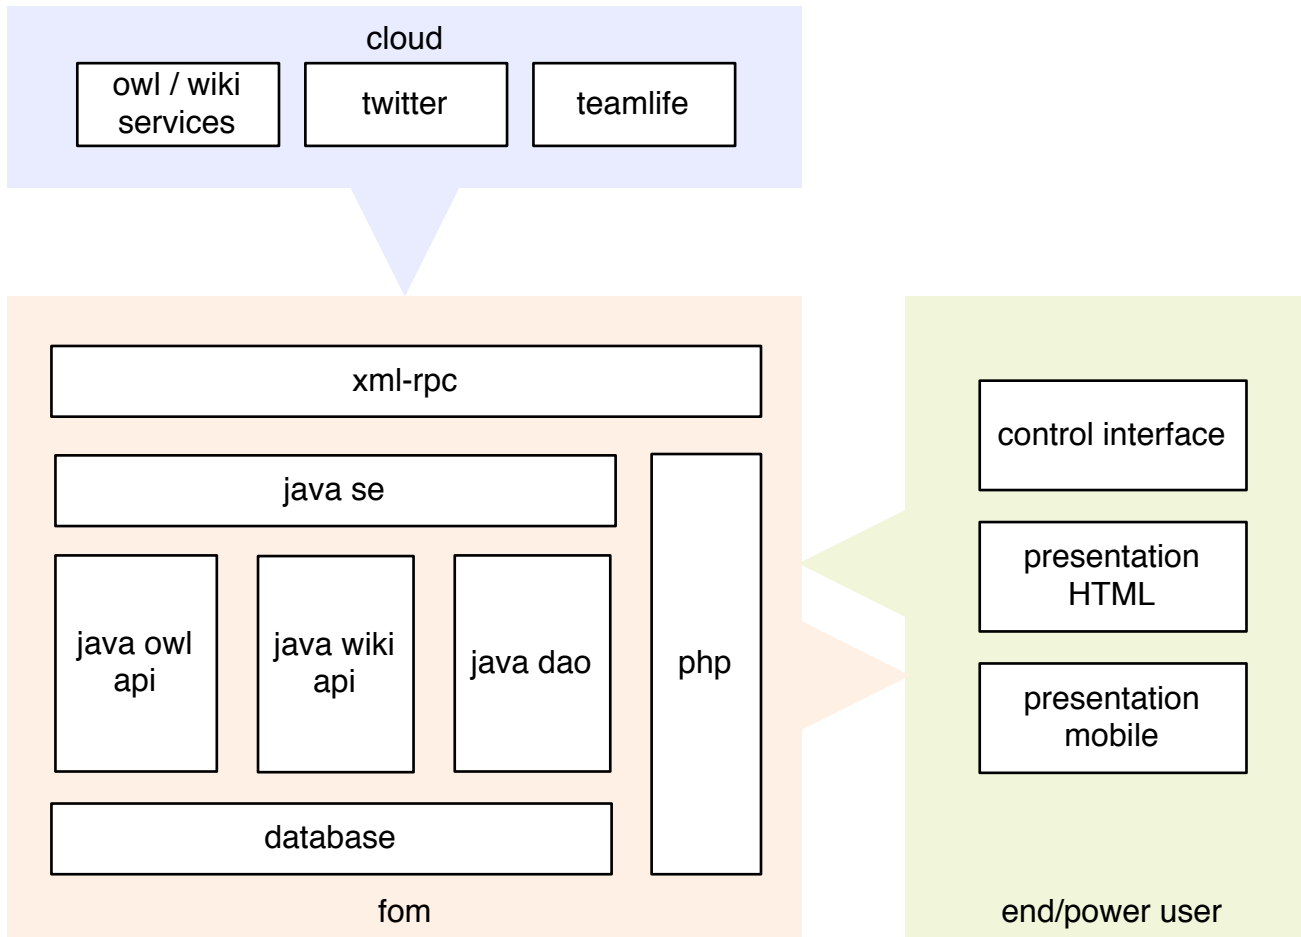 cloud
owl / wiki
services
twitter
teamlife
xml-rpc
java se
java owl
api
java wiki
api
java dao
php
database
fom
control interface
presentation
HTML
presentation
mobile
end/power user